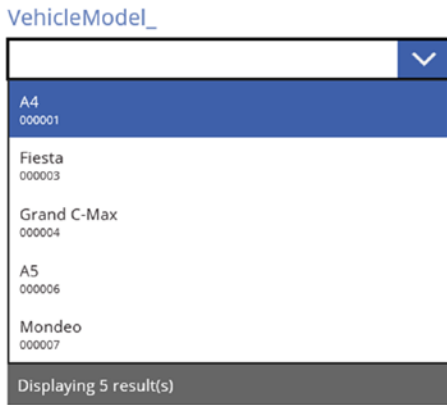 VehicleModel_
A4
000001
Fiesta
000003
Grand C-Max
000004
A5
000006
Mondeo
000007
Displaying 5 result(s)